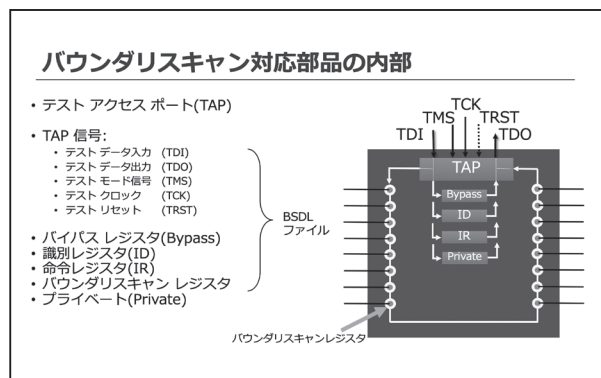 バウンダリスキャン対応部品の内部
• テスト アクセス ポート(TAP)
• TAP 信号:
• テスト データ入力 (TDI)
• テスト データ出力 (TDO)
• テスト モード信号 (TMS)
• テスト クロック (TCK)
• テスト リセット (TRST)
• バイパス レジスタ(Bypass)
• 識別レジスタ(ID)
• 命令レジスタ(IR)
• バウンダリスキャン レジスタ
• プライベート(Private)
BSDL
ファイル
TCK
TMS TRST
TDI TDO
TAP
Bypass
ID
IR
Private
バウンダリスキャンレジスタ